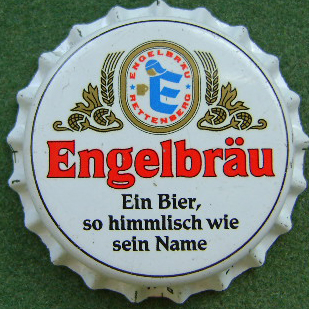 ENGELBRÄU
E
RETTENBERG
Engelbräu
Ein Bier,
so himmlisch wie
sein Name